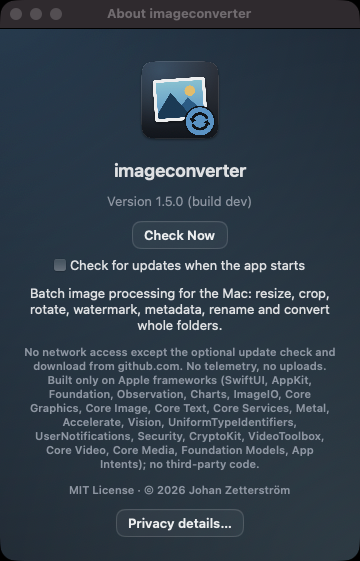 About imageconverter
imageconverter
Version 1.5.0 (build dev)
Check Now
Check for updates when the app starts
Batch image processing for the Mac: resize, crop,
rotate, watermark, metadata, rename and convert
whole folders.
No network access except the optional update check and
download from github.com. No telemetry, no uploads.
Built only on Apple frameworks (SwiftUI, AppKit,
Foundation, Observation, Charts, ImageIO, Core
Graphics, Core Image, Core Text, Core Services, Metal,
Accelerate, Vision, UniformTypeIdentifiers,
UserNotifications, Security, CryptoKit, VideoToolbox,
Core Video, Core Media, Foundation Models, App
Intents); no third-party code.
MIT License · © 2026 Johan Zetterström
Privacy details...